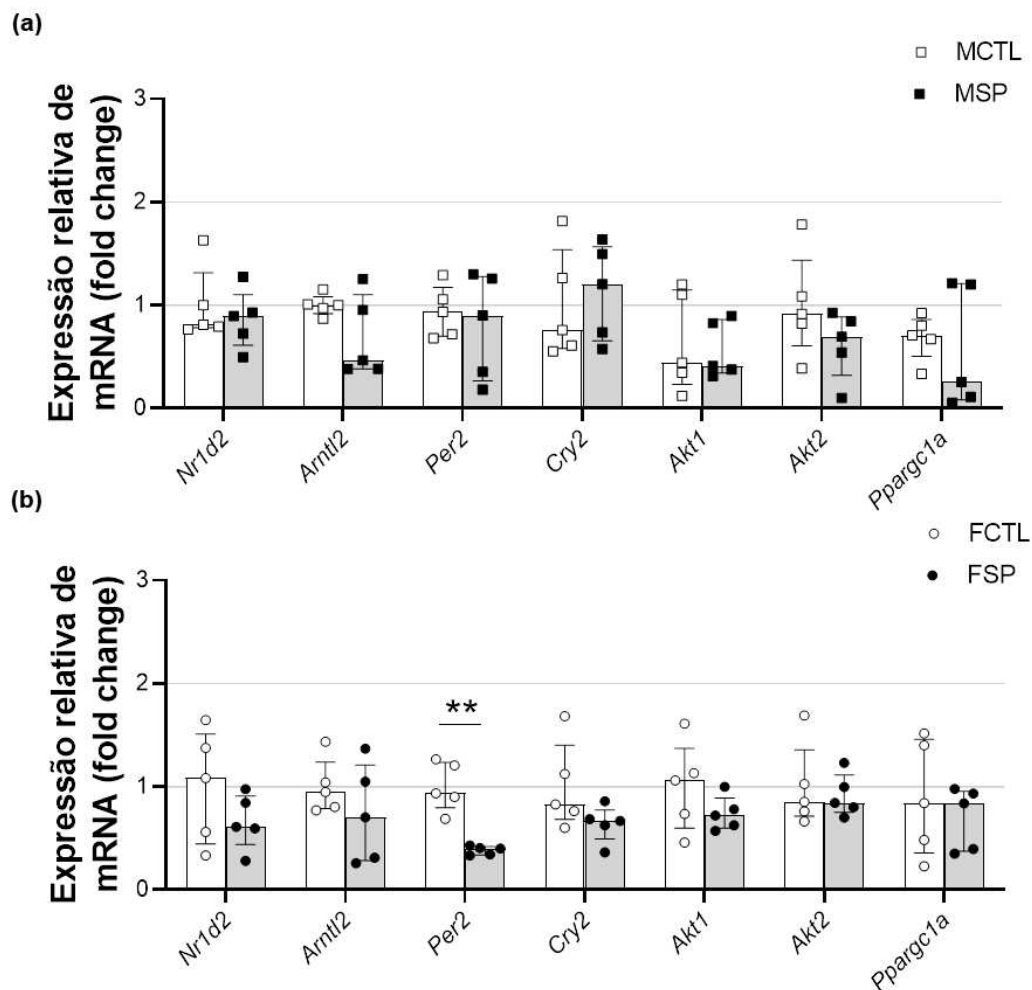 (a)
MCTL
MSP
Expressão relativa de
mRNA (fold change)
3
2
1
0
Nr1d2
Arntl2
Per2
Cry2
Akt1
Akt2
Ppargc1a
(b)
FCTL
FSP
Expressão relativa de
mRNA (fold change)
3
2
1
0
**
Nr1d2
Arntl2
Per2
Cry2
Akt1
Akt2
Ppargc1a